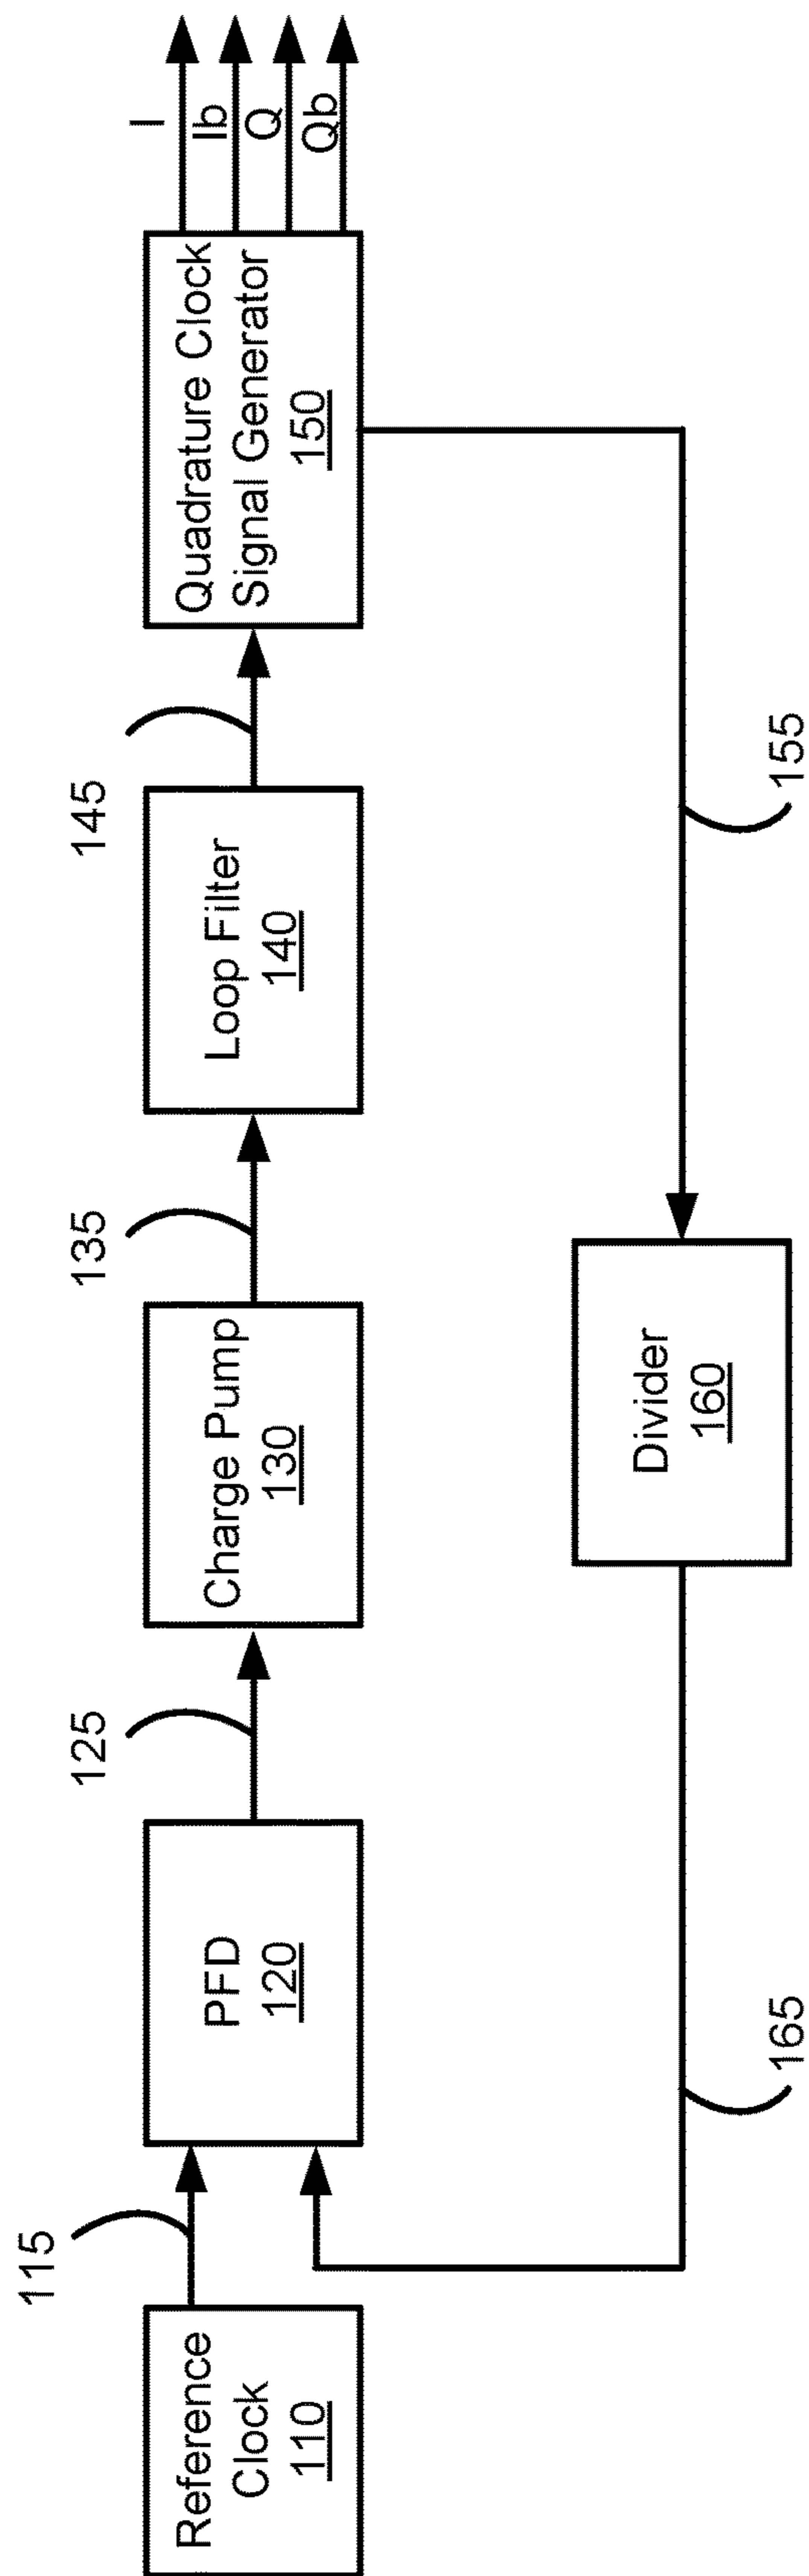 115
125
135
145
Reference
Clock
110
PFD
120
Charge Pump
130
Loop Filter
140
Quadrature Clock
Signal Generator
150
I
Ib
Q
Qb
165
Divider
160
155